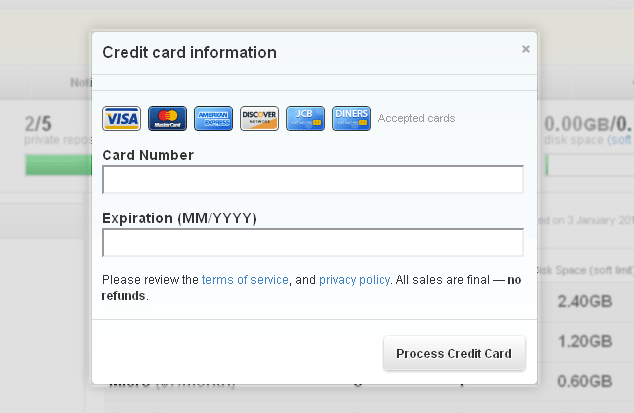 Credit card information
×
VISA MasterCard AMERICAN EXPRESS DISCOVER NETWORK JCB DINERS Accepted cards
Card Number
Expiration (MM/YYYY)
Please review the terms of service, and privacy policy. All sales are final — no
refunds.
Process Credit Card
Noti
2/5
private repos
0.00GB/0.
disk space (soft
ed on 3 January 201
Disk Space (soft limit)
2.40GB
1.20GB
0.60GB